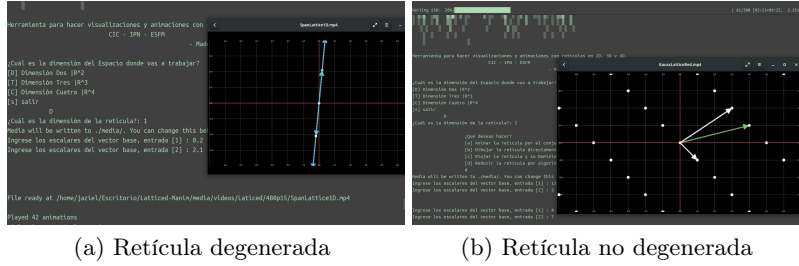 Herramienta para hacer visualizaciones y animaciones con
CIC - IPN - ESFM
¿Cuál es la dimensión del Espacio donde vas a trabajar?
[D] Dimensión Dos |R^2
[T] Dimensión Tres |R^3
[C] Dimensión Cuatro |R^4
[s] salir
D
¿Cuál es la dimensión de la retícula?: 1
Media will be written to ./media/. You can change this be
Ingrese los escalares del vector base, entrada [1] : 0.2
Ingrese los escalares del vector base, entrada [2] : 2.1
File ready at /home/jaziel/Escritorio/Latticed-Manim/media/videos/Laticed/480p15/SpanLattice1D.mp4
Played 42 animations
SpanLattice1D.mp4
(a) Retícula degenerada
Herramienta para hacer visualizaciones y animaciones con retículas en 2D, 3D y 4D.
CIC - IPN - ESFM
¿Cuál es la dimensión del Espacio donde vas a trabajar?
[D] Dimensión Dos |R^2
[T] Dimensión Tres |R^3
[C] Dimensión Cuatro |R^4
[s] salir
D
¿Cuál es la dimensión de la retícula?: 2
¿Qué deseas hacer?
[a] Animar la retícula por el conju
[b] Dibujar la retícula directament
[c] Dibujar la retícula y su dominio
[d] Reducir la retícula por algorit
d
Media will be written to ./media/. You can change this
Ingrese los escalares del vector base, entrada [1] :
Ingrese los escalares del vector base, entrada [2] :
Ingrese los escalares del vector base, entrada [1] :
Ingrese los escalares del vector base, entrada [2] :
GaussLatticeRed.mp4
(b) Retícula no degenerada